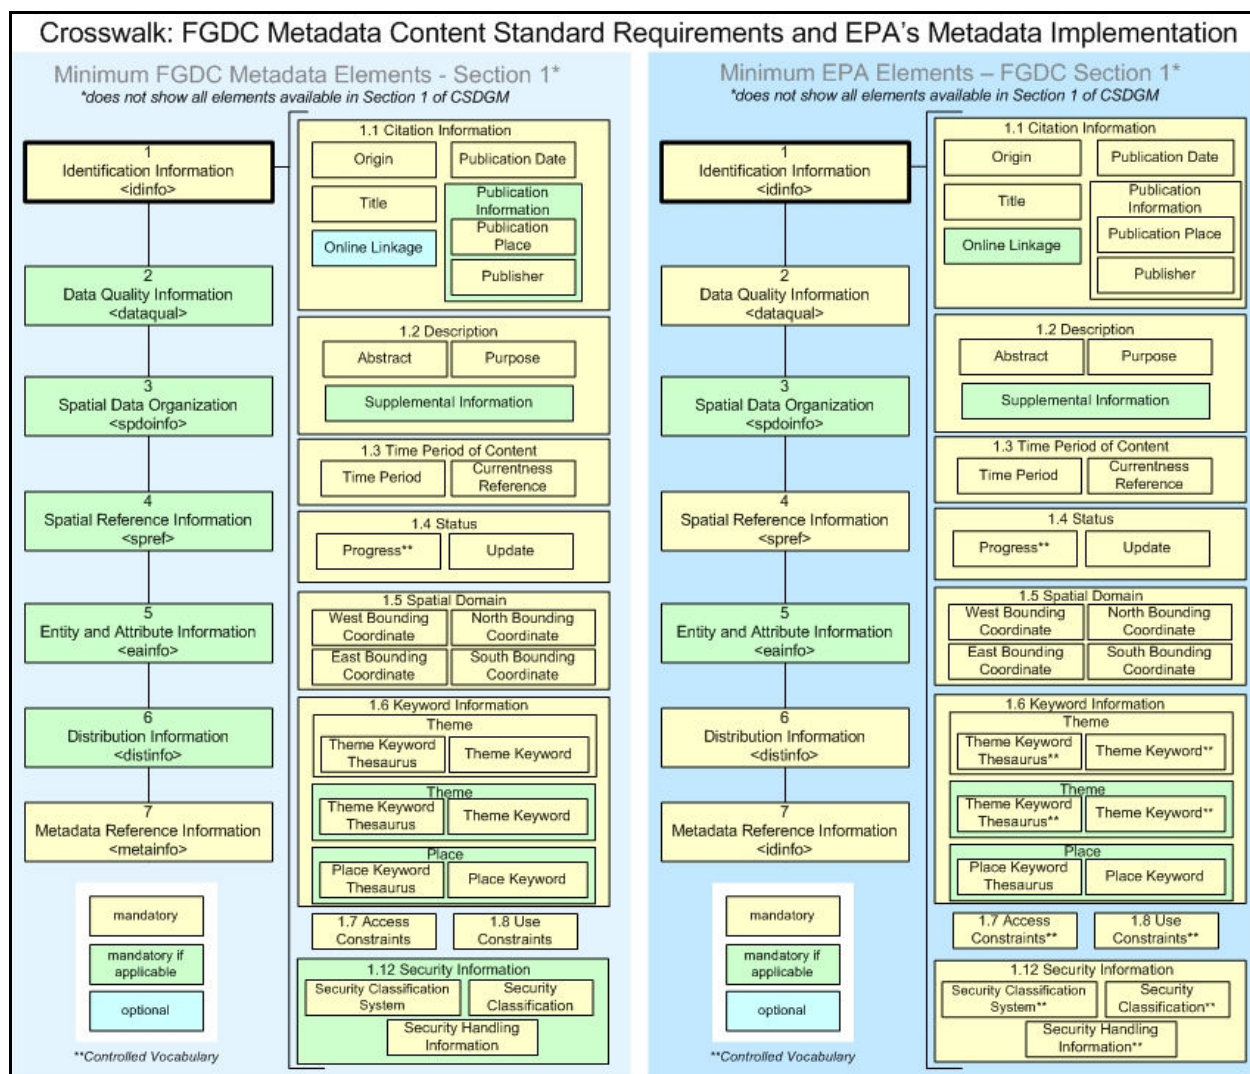 Crosswalk: FGDC Metadata Content Standard Requirements and EPA's Metadata Implementation
Minimum FGDC Metadata Elements - Section 1*
*does not show all elements available in Section 1 of CSDGM
1
Identification Information
<idinfo>
2
Data Quality Information
<dataqual>
3
Spatial Data Organization
<spdoinfo>
4
Spatial Reference Information
<spref>
5
Entity and Attribute Information
<eainfo>
6
Distribution Information
<distinfo>
7
Metadata Reference Information
<metainfo>
mandatory
mandatory if
applicable
optional
**Controlled Vocabulary
1.1 Citation Information
Origin
Publication Date
Title
Publication
Information
Online Linkage
Publication
Place
Publisher
1.2 Description
Abstract
Purpose
Supplemental Information
1.3 Time Period of Content
Time Period
Currentness
Reference
1.4 Status
Progress**
Update
1.5 Spatial Domain
West Bounding
Coordinate
North Bounding
Coordinate
East Bounding
Coordinate
South Bounding
Coordinate
1.6 Keyword Information
Theme
Theme Keyword
Thesaurus
Theme Keyword
Theme
Theme Keyword
Thesaurus
Theme Keyword
Place
Place Keyword
Thesaurus
Place Keyword
1.7 Access
Constraints
1.8 Use
Constraints
1.12 Security Information
Security Classification
System
Security
Classification
Security Handling
Information
Minimum EPA Elements – FGDC Section 1*
*does not show all elements available in Section 1 of CSDGM
1
Identification Information
<idinfo>
2
Data Quality Information
<dataqual>
3
Spatial Data Organization
<spdoinfo>
4
Spatial Reference Information
<spref>
5
Entity and Attribute Information
<eainfo>
6
Distribution Information
<distinfo>
7
Metadata Reference Information
<idinfo>
mandatory
mandatory if
applicable
optional
**Controlled Vocabulary
1.1 Citation Information
Origin
Publication Date
Title
Publication
Information
Online Linkage
Publication Place
Publisher
1.2 Description
Abstract
Purpose
Supplemental Information
1.3 Time Period of Content
Time Period
Currentness
Reference
1.4 Status
Progress**
Update
1.5 Spatial Domain
West Bounding
Coordinate
North Bounding
Coordinate
East Bounding
Coordinate
South Bounding
Coordinate
1.6 Keyword Information
Theme
Theme Keyword
Thesaurus**
Theme Keyword**
Theme
Theme Keyword
Thesaurus**
Theme Keyword**
Place
Place Keyword
Thesaurus
Place Keyword
1.7 Access
Constraints**
1.8 Use
Constraints**
1.12 Security Information
Security Classification
System**
Security
Classification**
Security Handling
Information**